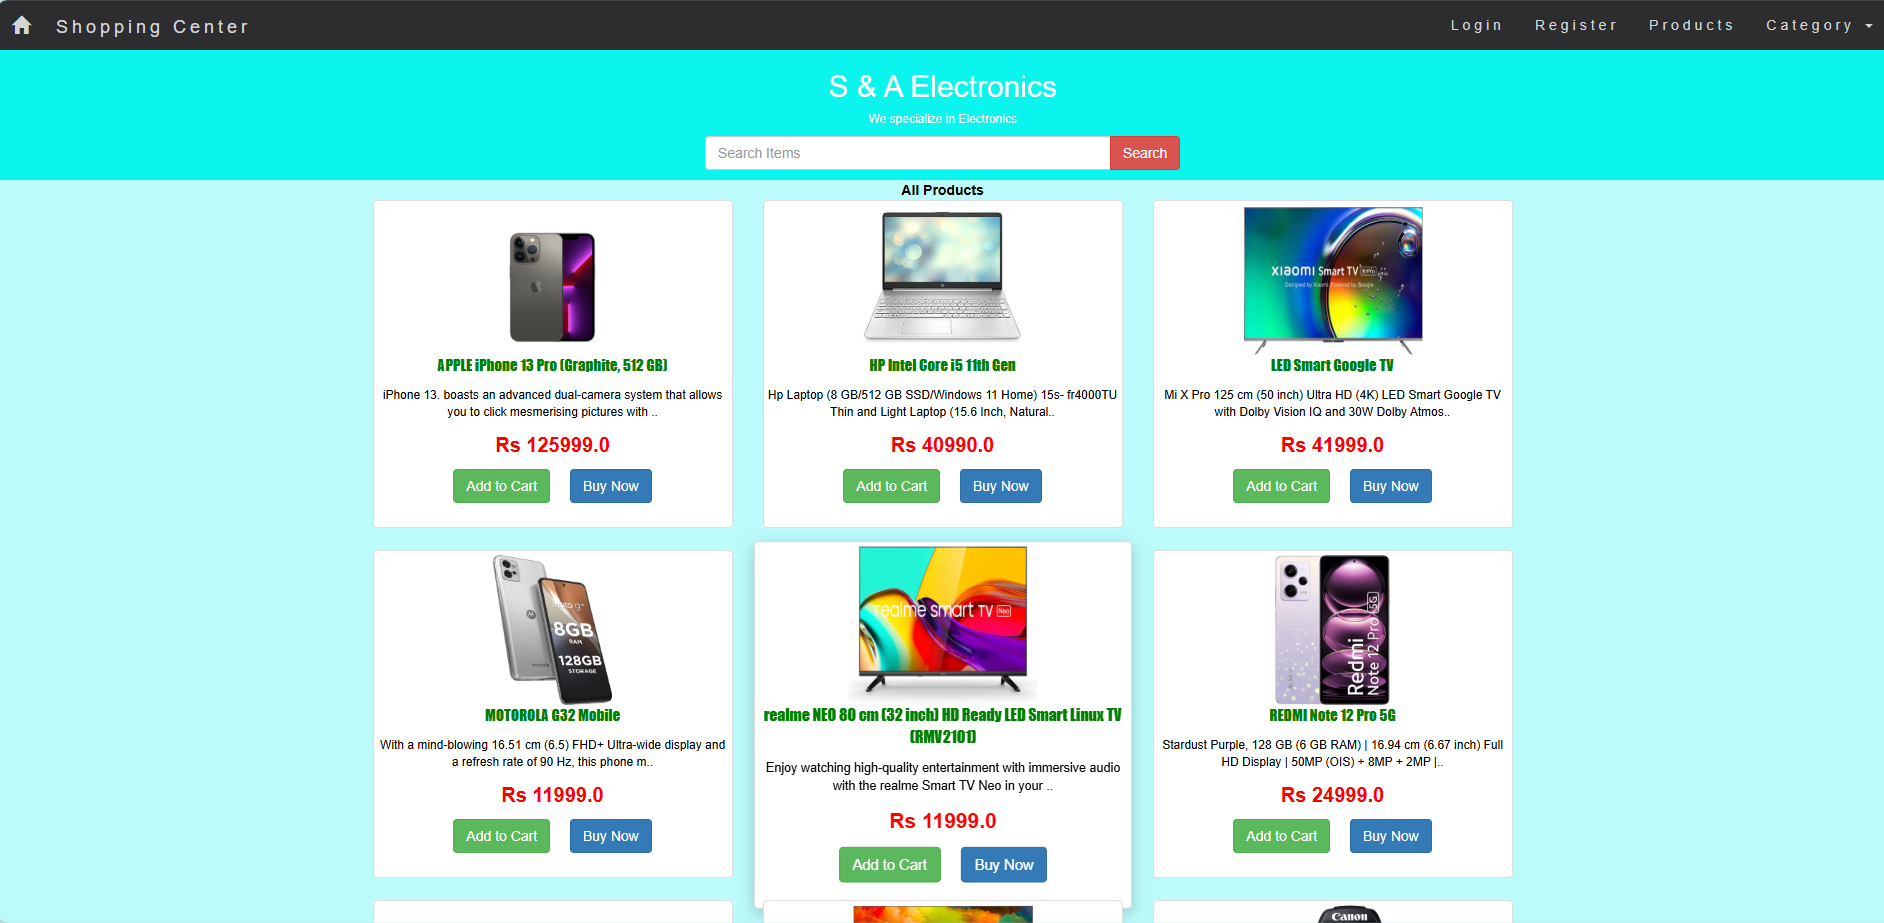 Shopping Center
Login
Register
Products
Category
S & A Electronics
We specialize in Electronics
Search Items
Search
All Products
APPLE iPhone 13 Pro (Graphite, 512 GB)
iPhone 13. boasts an advanced dual-camera system that allows
you to click mesmerising pictures with ..
Rs 125999.0
Add to Cart
Buy Now
HP Intel Core i5 11th Gen
Hp Laptop (8 GB/512 GB SSD/Windows 11 Home) 15s- fr4000TU
Thin and Light Laptop (15.6 Inch, Natural..
Rs 40990.0
Add to Cart
Buy Now
XIAOMI Smart TV X Pro
Designed by Xiaomi, Powered by Google
LED Smart Google TV
Mi X Pro 125 cm (50 inch) Ultra HD (4K) LED Smart Google TV
with Dolby Vision IQ and 30W Dolby Atmos..
Rs 41999.0
Add to Cart
Buy Now
moto g32
8GB
RAM
128GB
STORAGE
MOTOROLA G32 Mobile
With a mind-blowing 16.51 cm (6.5) FHD+ Ultra-wide display and
a refresh rate of 90 Hz, this phone m..
Rs 11999.0
Add to Cart
Buy Now
realme smart TV Neo
realme NEO 80 cm (32 inch) HD Ready LED Smart Linux TV
(RMV2101)
Enjoy watching high-quality entertainment with immersive audio
with the realme Smart TV Neo in your ..
Rs 11999.0
Add to Cart
Buy Now
Redmi
Note 12 Pro 5G
REDMI Note 12 Pro 5G
Stardust Purple, 128 GB (6 GB RAM) | 16.94 cm (6.67 inch) Full
HD Display | 50MP (OIS) + 8MP + 2MP |..
Rs 24999.0
Add to Cart
Buy Now
Canon